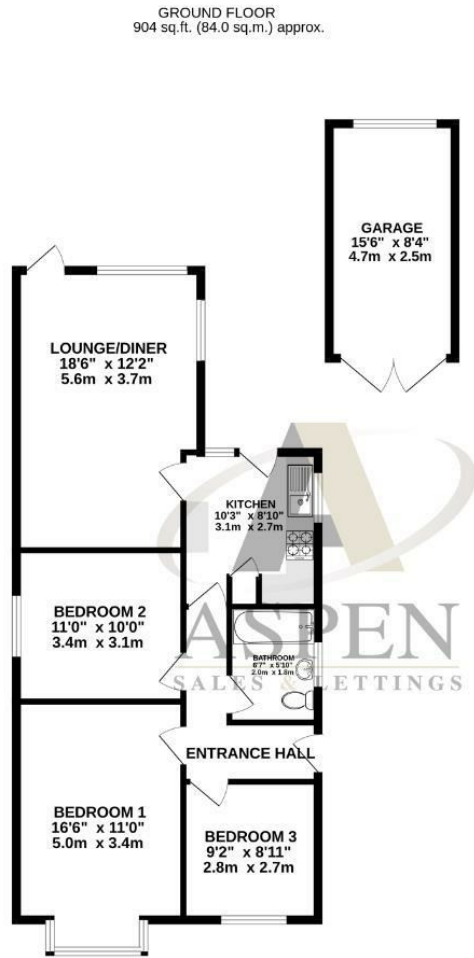 GROUND FLOOR
904 sq.ft. (84.0 sq.m.) approx.
GARAGE
15'6" x 8'4"
4.7m x 2.5m
LOUNGE/DINER
18'6" x 12'2"
5.6m x 3.7m
KITCHEN
10'3" x 8'10"
3.1m x 2.7m
BEDROOM 2
11'0" x 10'0"
3.4m x 3.1m
ASPEN
SALES & LETTINGS
BATHROOM
6'7" x 5'10"
2.0m x 1.8m
ENTRANCE HALL
BEDROOM 1
16'6" x 11'0"
5.0m x 3.4m
BEDROOM 3
9'2" x 8'11"
2.8m x 2.7m